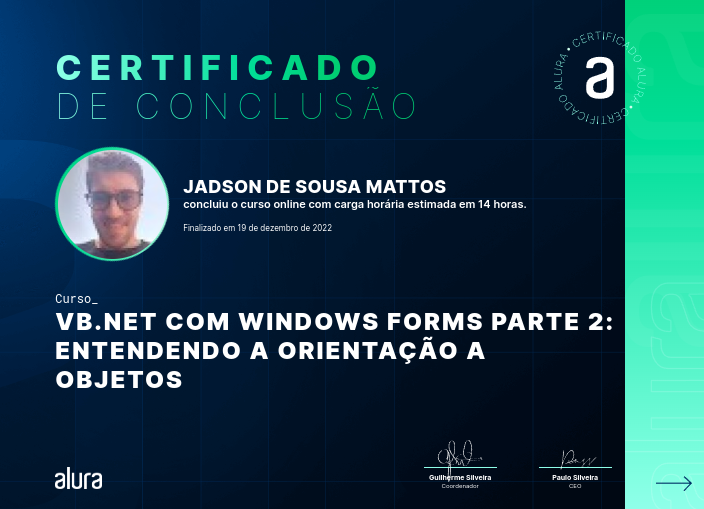 CERTIFICADO
DE CONCLUSÃO
• CERTIFICADO ALURA • CERTIFICADO ALURA
a
JADSON DE SOUSA MATTOS
concluiu o curso online com carga horária estimada em 14 horas.
Finalizado em 19 de dezembro de 2022
Curso_
VB.NET COM WINDOWS FORMS PARTE 2:
ENTENDENDO A ORIENTAÇÃO A
OBJETOS
alura
Guilherme Silveira
Coordenador
Paulo Silveira
CEO
alura